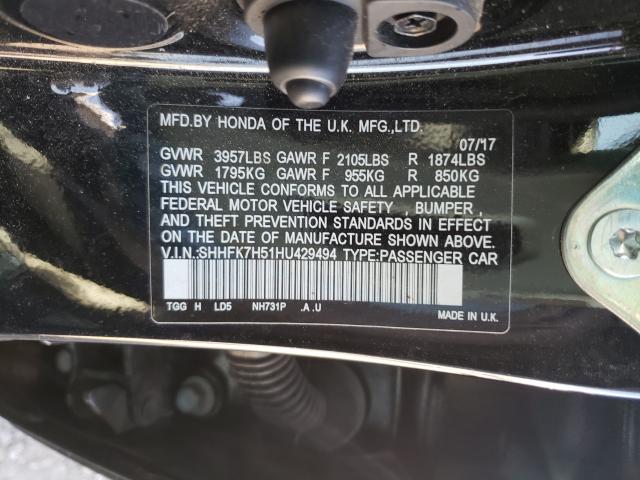 MFD.BY HONDA OF THE U.K. MFG.,LTD.
07/17
GVWR 3957LBS GAWR F 2105LBS R 1874LBS
GVWR 1795KG GAWR F 955KG R 850KG
THIS VEHICLE CONFORMS TO ALL APPLICABLE
FEDERAL MOTOR VEHICLE SAFETY , BUMPER ,
AND THEFT PREVENTION STANDARDS IN EFFECT
ON THE DATE OF MANUFACTURE SHOWN ABOVE.
V.I.N.:SHHFK7H51HU429494 TYPE:PASSENGER CAR
TGG H LD5 NH731P .A .U
MADE IN U.K.